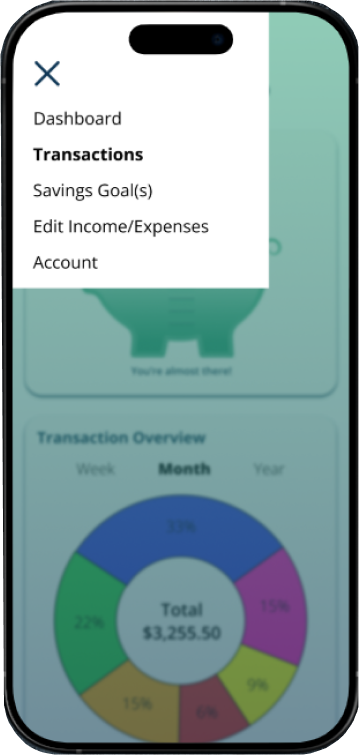 Dashboard
Transactions
Savings Goal(s)
Edit Income/Expenses
Account
You're almost there!
Transaction Overview
Week Month Year
33%
15%
22%
Total
$3,255.50
9%
15%
6%